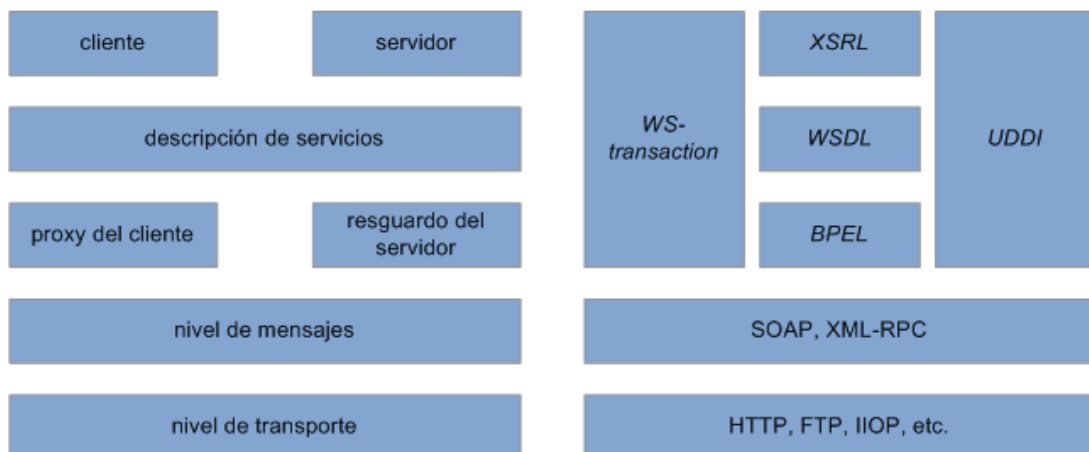 cliente
servidor
descripción de servicios
proxy del cliente
resguardo del
servidor
nivel de mensajes
nivel de transporte
WS-
transaction
XSRL
WSDL
BPEL
UDDI
SOAP, XML-RPC
HTTP, FTP, IIOP, etc.